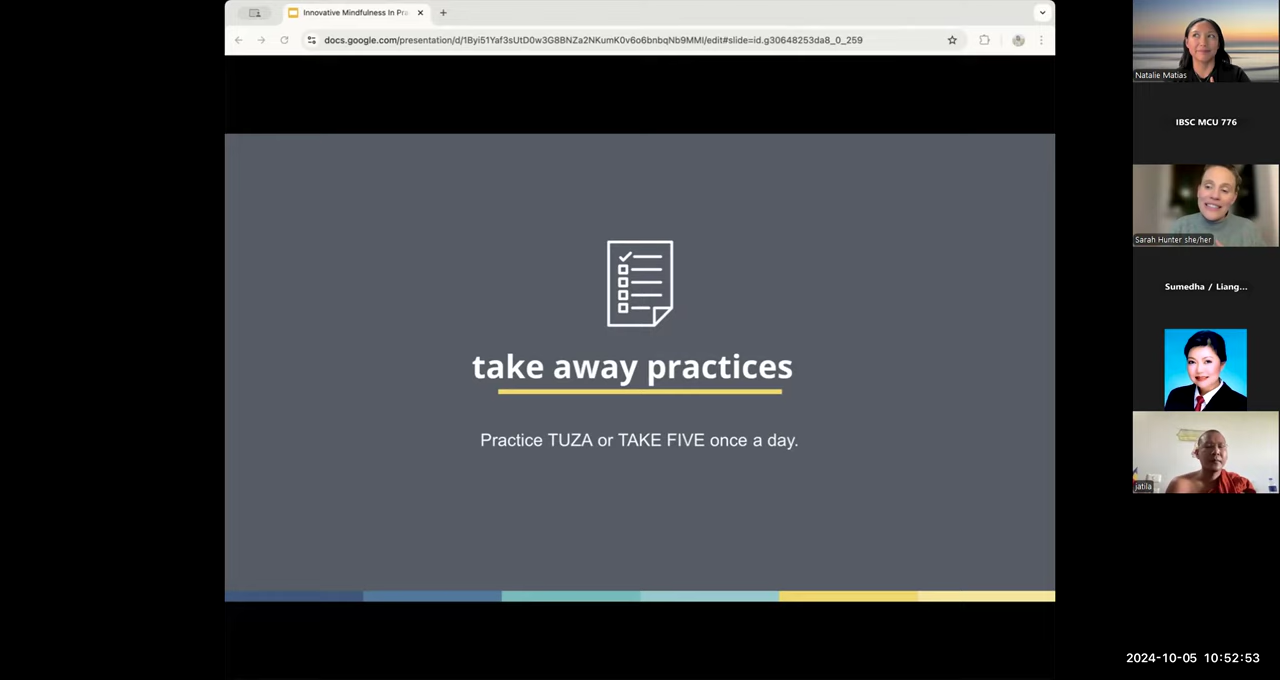 Innovative Mindfulness In Pra
docs.google.com/presentation/d/1Byi51Yaf3sUtD0w3G8BNZa2NKumK0v6o6bnbqNb9MMI/edit#slide=id.g30648253da8_0_259
take away practices
Practice TUZA or TAKE FIVE once a day.
Natalie Matias
IBSC MCU 776
Sarah Hunter she/her
Sumedha / Liang...
jatila
2024-10-05 10:52:53